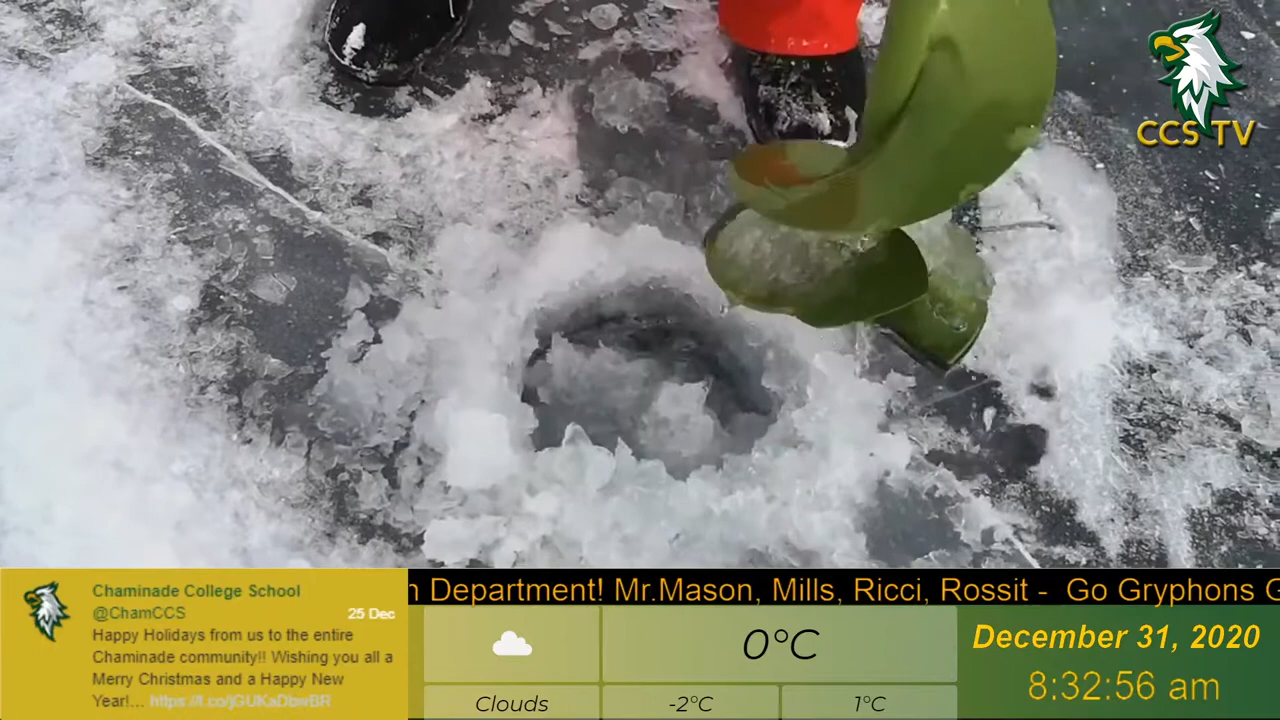 CCS TV
Chaminade College School
@ChamCCS
25 Dec
Happy Holidays from us to the entire
Chaminade community!! Wishing you all a
Merry Christmas and a Happy New
Year!...
Department! Mr.Mason, Mills, Ricci, Rossit - Go Gryphons
0°C
Clouds
-2°C
1°C
December 31, 2020
8:32:56 am